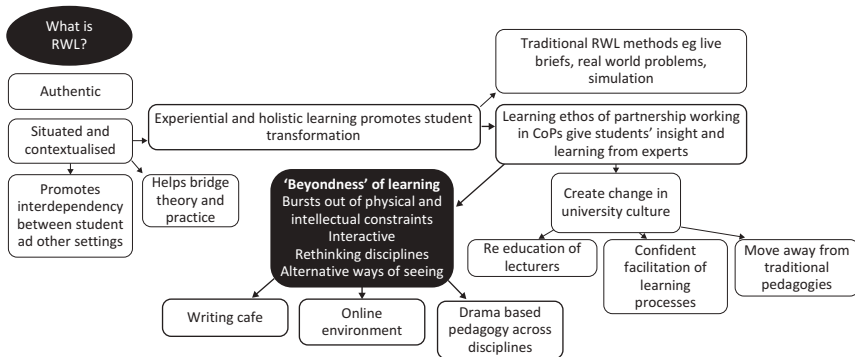 What is
RWL?
Authentic
Situated and
contextualised
Promotes
interdependency
between student
ad other settings
Helps bridge
theory and
practice
Experiential and holistic learning promotes student
transformation
Traditional RWL methods eg live
briefs, real world problems,
simulation
Learning ethos of partnership working
in CoPs give students’ insight and
learning from experts
‘Beyondness’ of learning
Bursts out of physical and
intellectual constraints
Interactive
Rethinking disciplines
Alternative ways of seeing
Writing cafe
Online
environment
Drama based
pedagogy across
disciplines
Create change in
university culture
Re education of
lecturers
Confident
facilitation of
learning
processes
Move away from
traditional
pedagogies